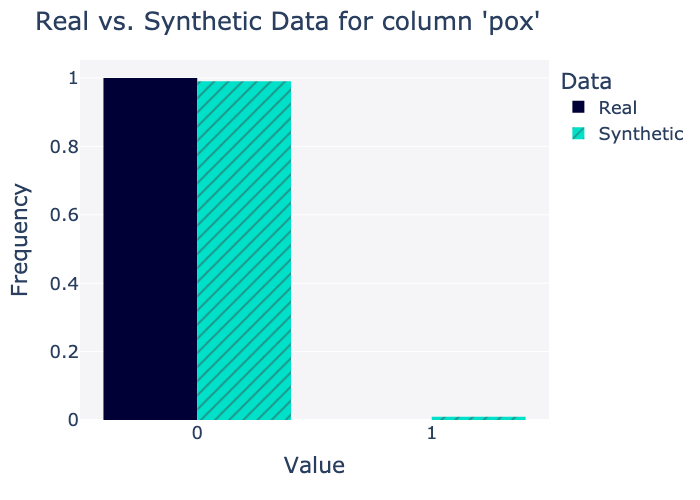 Real vs. Synthetic Data for column 'pox'
Data
Real
Synthetic
Frequency
1
0.8
0.6
0.4
0.2
0
0
1
Value